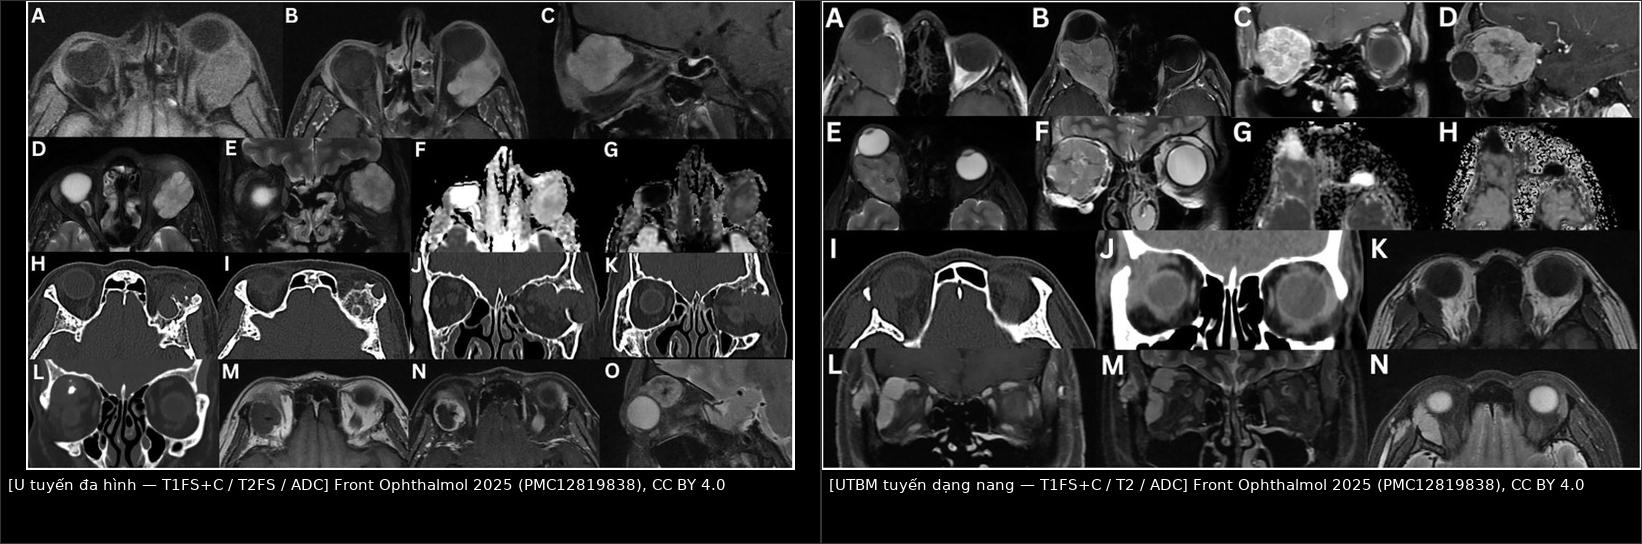 A B C
D E F G
H I J K
L M N O
[U tuyến đa hình — T1FS+C / T2FS / ADC] Front Ophthalmol 2025 (PMC12819838), CC BY 4.0
A B C D
E F G H
I J K
L M N
[UTBM tuyến dạng nang — T1FS+C / T2 / ADC] Front Ophthalmol 2025 (PMC12819838), CC BY 4.0